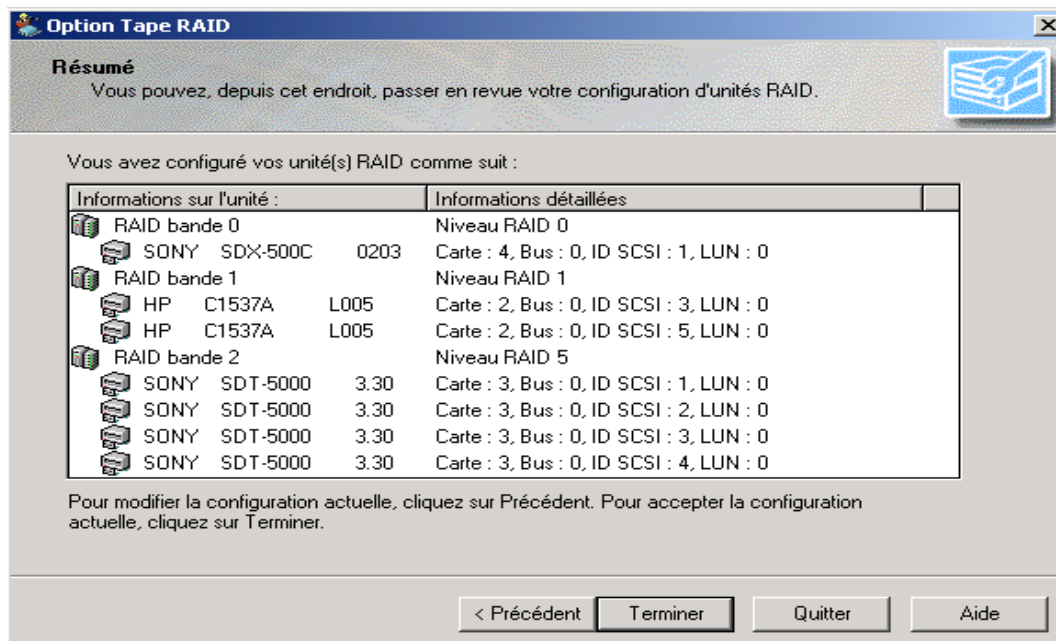 Option Tape RAID
Résumé
Vous pouvez, depuis cet endroit, passer en revue votre configuration d'unités RAID.
Vous avez configuré vos unité(s) RAID comme suit :
Informations sur l'unité : Informations détaillées
RAID bande 0 Niveau RAID 0
SONY SDX-500C 0203 Carte : 4, Bus : 0, ID SCSI : 1, LUN : 0
RAID bande 1 Niveau RAID 1
HP C1537A L005 Carte : 2, Bus : 0, ID SCSI : 3, LUN : 0
HP C1537A L005 Carte : 2, Bus : 0, ID SCSI : 5, LUN : 0
RAID bande 2 Niveau RAID 5
SONY SDT-5000 3.30 Carte : 3, Bus : 0, ID SCSI : 1, LUN : 0
SONY SDT-5000 3.30 Carte : 3, Bus : 0, ID SCSI : 2, LUN : 0
SONY SDT-5000 3.30 Carte : 3, Bus : 0, ID SCSI : 3, LUN : 0
SONY SDT-5000 3.30 Carte : 3, Bus : 0, ID SCSI : 4, LUN : 0
Pour modifier la configuration actuelle, cliquez sur Précédent. Pour accepter la configuration
actuelle, cliquez sur Terminer.
< Précédent Terminer Quitter Aide